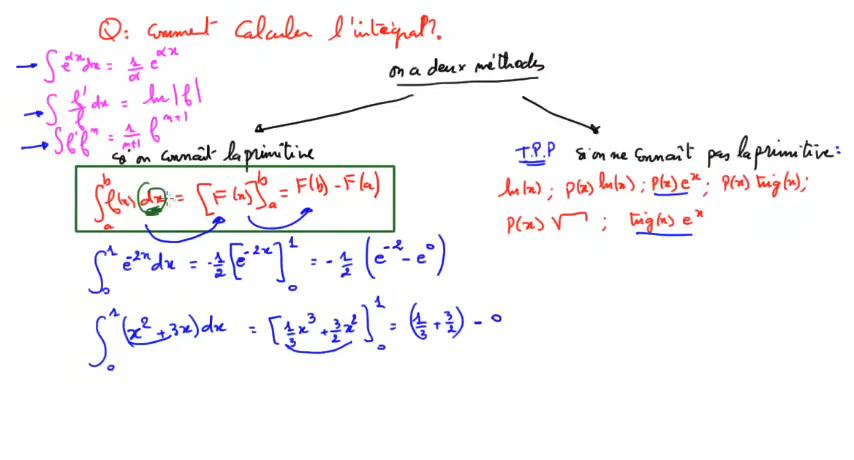 Q: Comment Calculer l'intégral?
on a deux méthodes
∫ e^{αx} dx = 1/α e^{αx}
∫ f'/f dx = ln|f|
∫ f' f^n = 1/(n+1) f^{n+1}
si on connaît la primitive
∫_a^b f(x) dx = [F(x)]_a^b = F(b) - F(a)
∫_0^1 e^{-2x} dx = -1/2 [e^{-2x}]_0^1 = -1/2 (e^{-2} - e^0)
∫_0^1 (x^2 + 3x) dx = [1/3 x^3 + 3/2 x^2]_0^1 = (1/3 + 3/2) - 0
I.P.P si on ne connaît pas la primitive:
ln(x); P(x) ln(x); P(x) e^x; P(x) trig(x);
P(x) √ ; trig(x) e^x